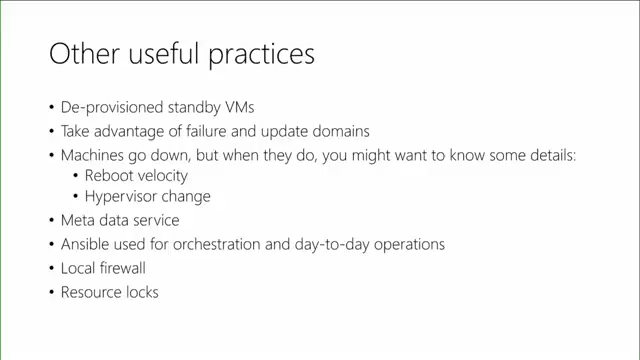 Other useful practices
• De-provisioned standby VMs
• Take advantage of failure and update domains
• Machines go down, but when they do, you might want to know some details:
• Reboot velocity
• Hypervisor change
• Meta data service
• Ansible used for orchestration and day-to-day operations
• Local firewall
• Resource locks